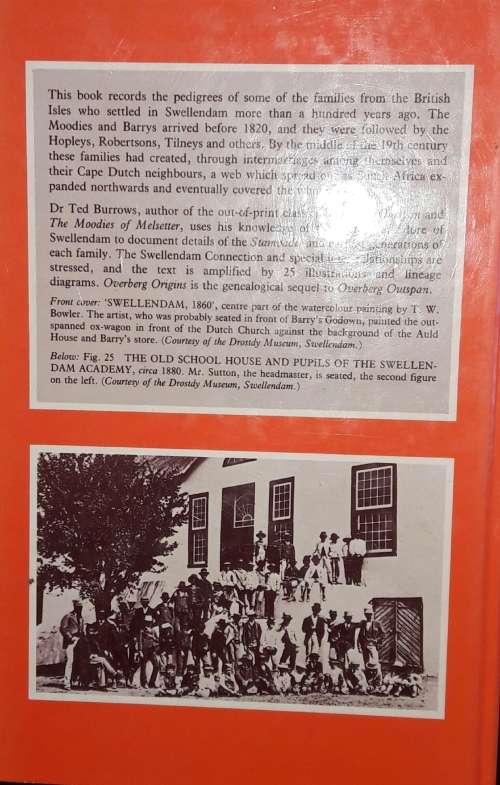 This book records the pedigrees of some of the families from the British
Isles who settled in Swellendam more than a hundred years ago. The
Moodies and Barrys arrived before 1820, and they were followed by the
Hopleys, Robertsons, Tilneys and others. By the middle of the 19th century
these families had created, through intermarriages among themselves and
their Cape Dutch neighbours, a web which spread as South Africa ex-
panded northwards and eventually covered the
Dr Ted Burrows, author of the out-of-print and
The Moodies of Melsetter, uses his knowledge of of
Swellendam to document details of the and generations of
each family. The Swellendam Connection and special relationships are
stressed, and the text is amplified by 25 illustrations and lineage
diagrams. Overberg Origins is the genealogical sequel to Overberg Outspan.
Front cover: 'SWELLENDAM, 1860', centre part of the watercolour painting by T. W.
Bowler. The artist, who was probably seated in front of Barry's Godown, painted the out-
spanned ox-wagon in front of the Dutch Church against the background of the Auld
House and Barry's store. (Courtesy of the Drostdy Museum, Swellendam.)
Below: Fig. 25 THE OLD SCHOOL HOUSE AND PUPILS OF THE SWELLEN-
DAM ACADEMY, circa 1880. Mr. Sutton, the headmaster, is seated, the second figure
on the left. (Courtesy of the Drostdy Museum, Swellendam.)